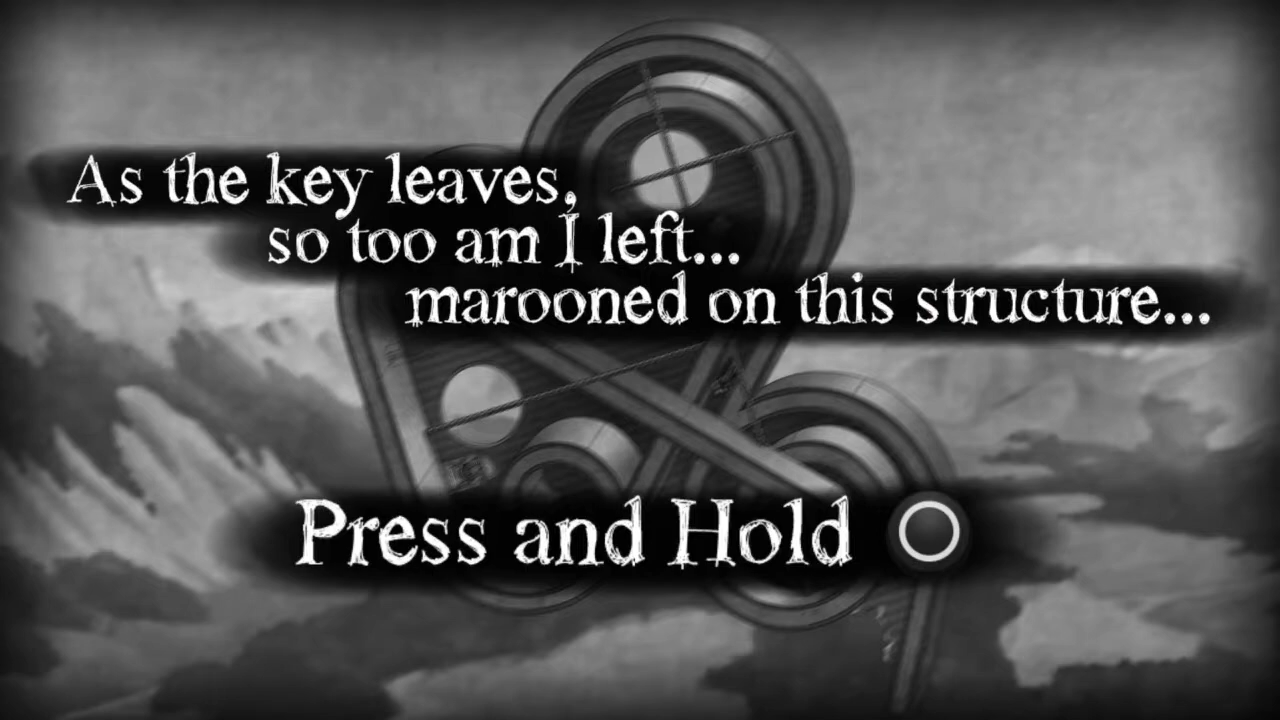 As the key leaves,
so too am I left...
marooned on this structure...
Press and Hold